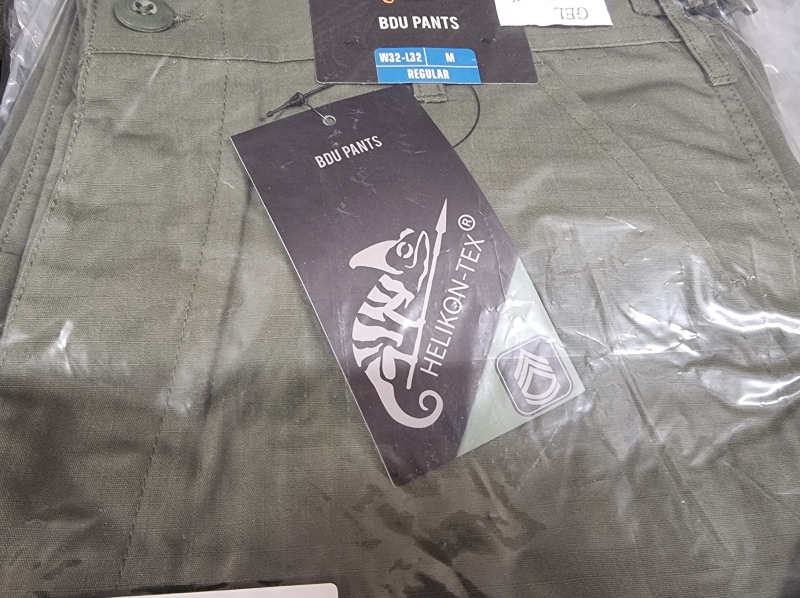 BDU PANTS
W32-L32 M
REGULAR
GEL
BDU PANTS
HELIKON-TEX®